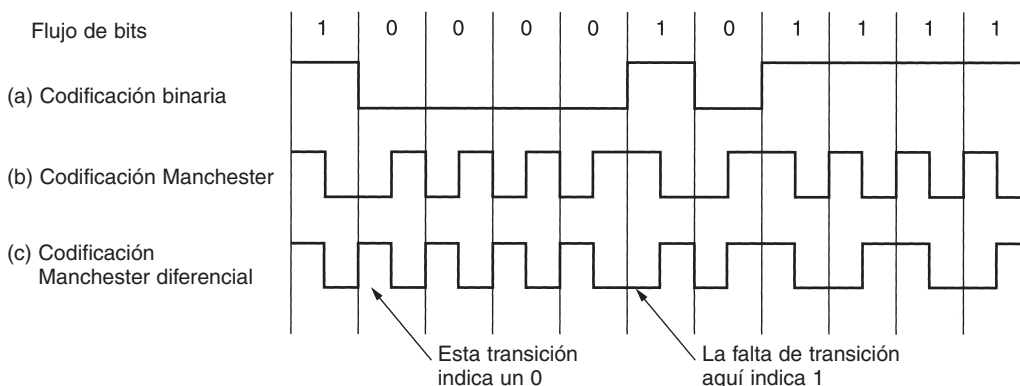 Flujo de bits 1 0 0 0 0 1 0 1 1 1 1
(a) Codificación binaria
(b) Codificación Manchester
(c) Codificación
Manchester diferencial
Esta transición
indica un 0
La falta de transición
aquí indica 1